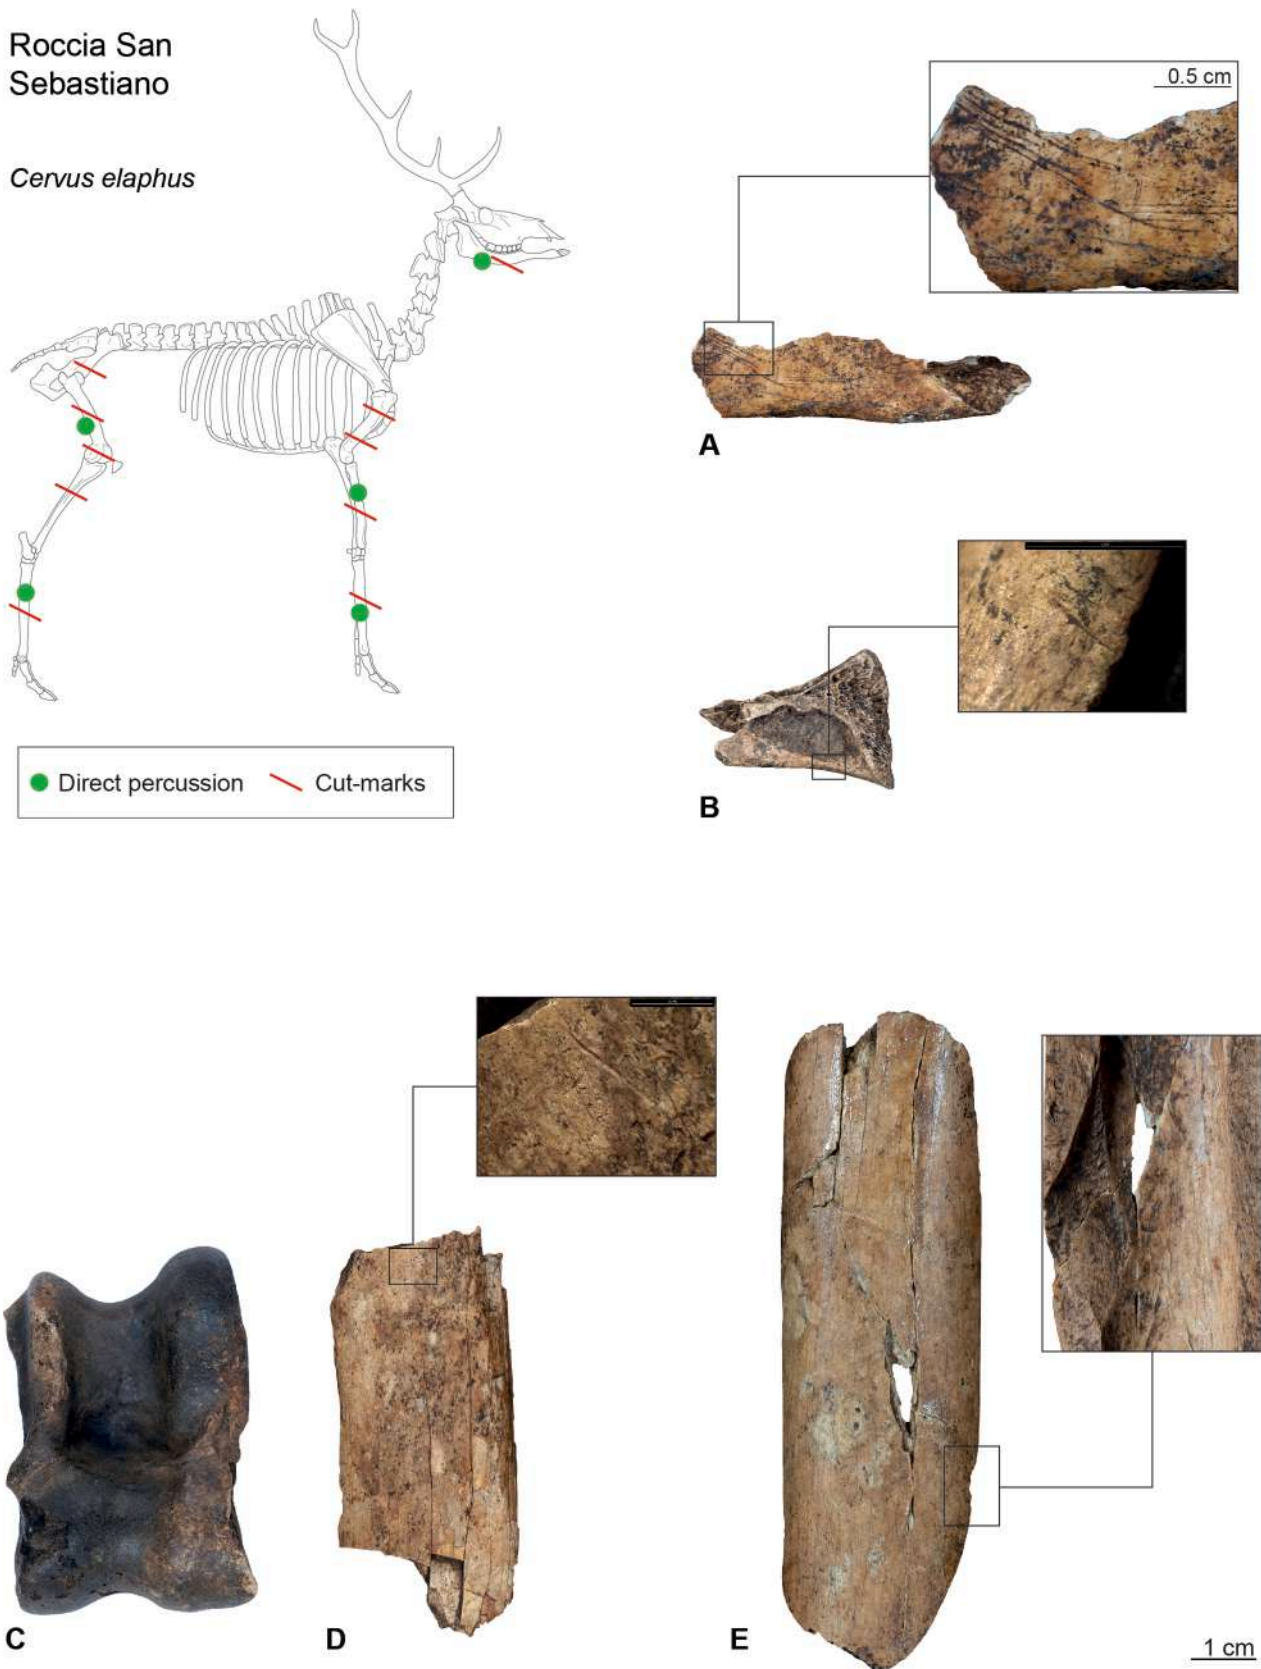 Roccia San
Sebastiano
Cervus elaphus
0.5 cm
A
B
Direct percussion
Cut-marks
C
D
E
1 cm